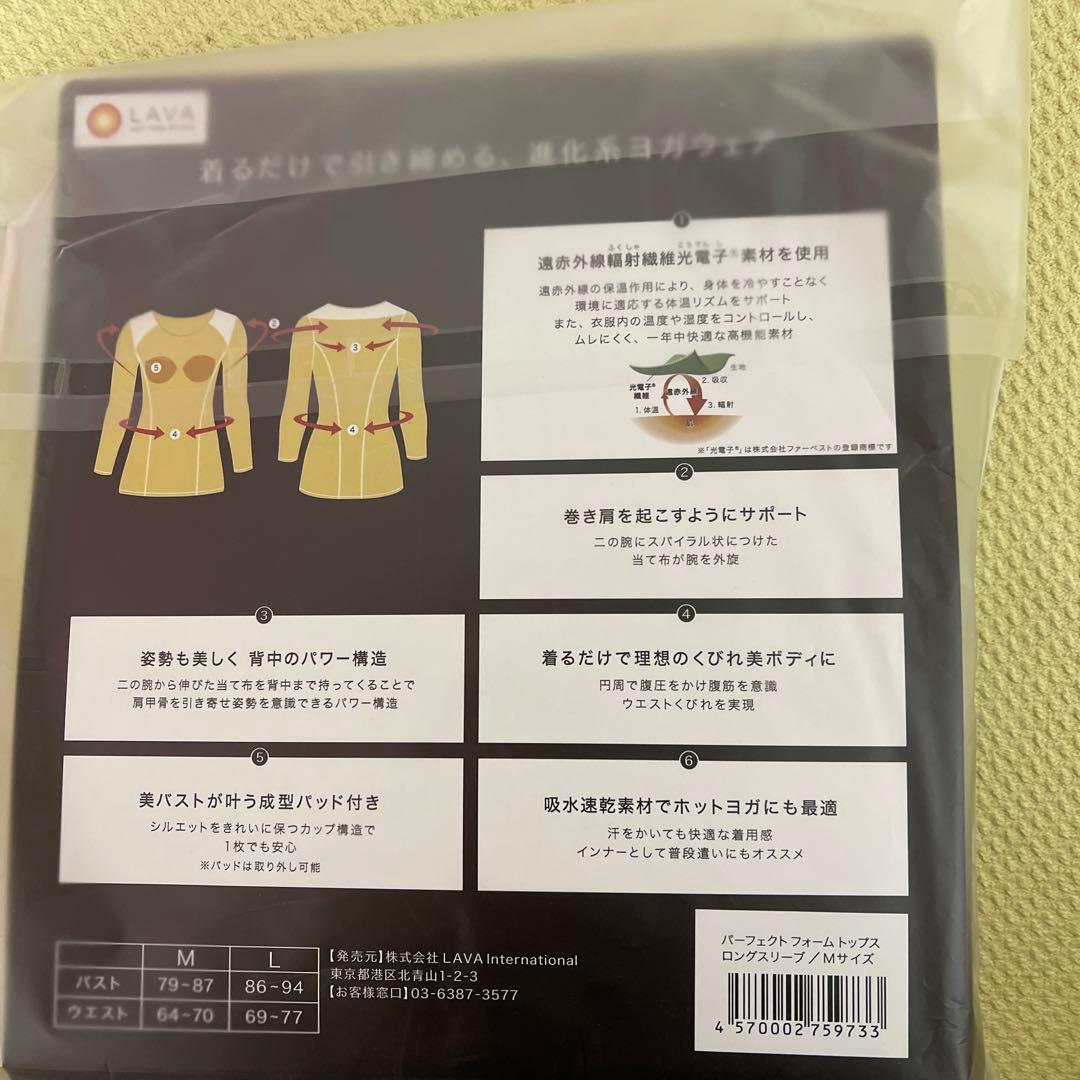 LAVA
着るだけで引き締める、進化系ヨガウェア
1
ふくしゃ こうでんし
遠赤外線輻射繊維光電子®素材を使用
遠赤外線の保温作用により、身体を冷やすことなく
環境に適応する体温リズムをサポート
また、衣服内の温度や湿度をコントロールし、
ムレにくく、一年中快適な高機能素材
生地
光電子®
繊維
2. 吸収
遠赤外線
3. 輻射
1. 体温
肌
※「光電子®」は株式会社ファーベストの登録商標です
2
3
5
4
4
2
巻き肩を起こすようにサポート
二の腕にスパイラル状につけた
当て布が腕を外旋
3
姿勢も美しく 背中のパワー構造
二の腕から伸びた当て布を背中まで持ってくることで
肩甲骨を引き寄せ姿勢を意識できるパワー構造
4
着るだけで理想のくびれ美ボディに
円周で腹圧をかけ腹筋を意識
ウエストくびれを実現
5
美バストが叶う成型パッド付き
シルエットをきれいに保つカップ構造で
1枚でも安心
※パッドは取り外し可能
6
吸水速乾素材でホットヨガにも最適
汗をかいても快適な着用感
インナーとして普段遣いにもオススメ
M L
バスト 79~87 86~94
ウエスト 64~70 69~77
【発売元】株式会社 LAVA International
東京都港区北青山1-2-3
【お客様窓口】03-6387-3577
パーフェクト フォーム トップス
ロングスリーブ／Mサイズ
4 570002 759733